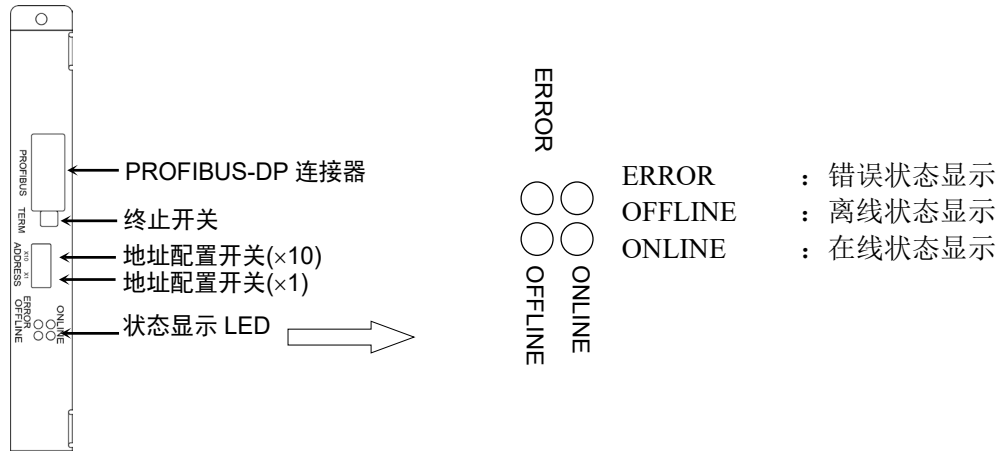 PROFIBUS
TERM
X10 X1
ADDRESS
ERROR
OFFLINE
ONLINE
PROFIBUS-DP 连接器
终止开关
地址配置开关(×10)
地址配置开关(×1)
状态显示 LED
ERROR
OFFLINE
ONLINE
ERROR : 错误状态显示
OFFLINE : 离线状态显示
ONLINE : 在线状态显示